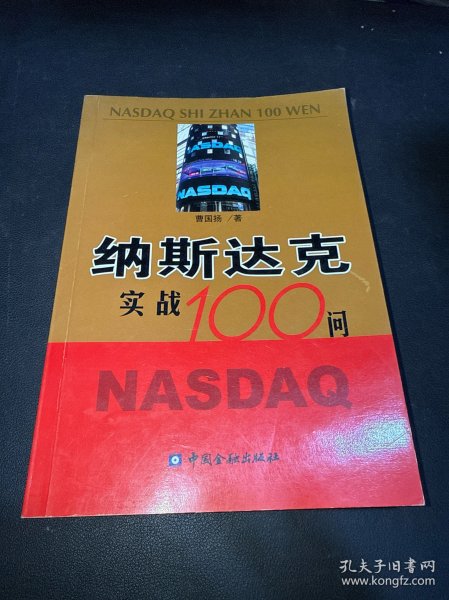 NASDAQ SHI ZHAN 100 WEN
NASDAQ
NASDAQ
曹国扬／著
纳斯达克
实战100问
NASDAQ
中国金融出版社
孔夫子旧书网
www.kongfz.com